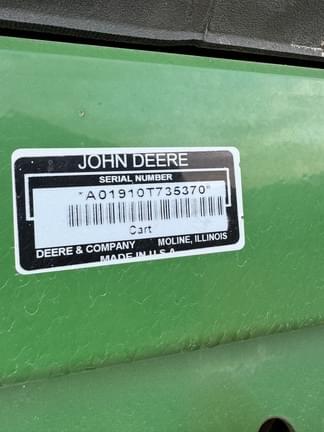 JOHN DEERE
SERIAL NUMBER
*A01910T735370*
Cart
DEERE & COMPANY MOLINE, ILLINOIS
MADE IN U.S.A.